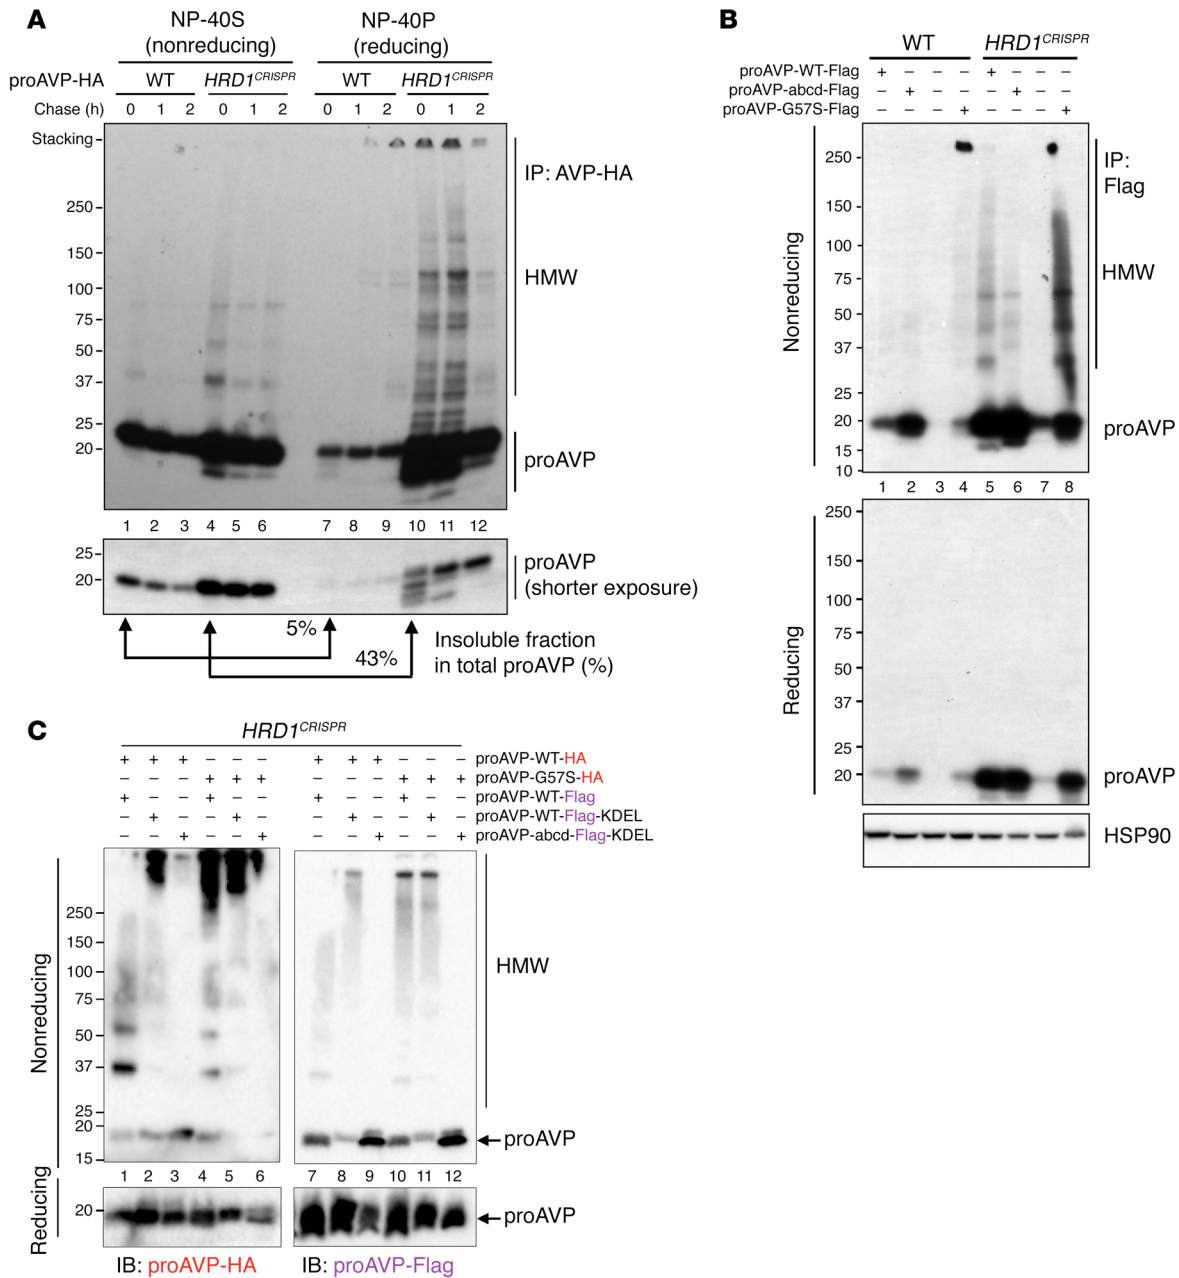 A
NP-40S NP-40P
(nonreducing) (reducing)
proAVP-HA WT HRD1CRISPR WT HRD1CRISPR
Chase (h) 0 1 2 0 1 2 0 1 2 0 1 2
Stacking
IP: AVP-HA
250
150
HMW
100
75
50
37
25
20
proAVP
1 2 3 4 5 6 7 8 9 10 11 12
25
proAVP
20
(shorter exposure)
5%
43%
Insoluble fraction
in total proAVP (%)
B
WT HRD1CRISPR
proAVP-WT-Flag + − − − + − − −
proAVP-abcd-Flag − + − − − + − −
proAVP-G57S-Flag − − − + − − − +
Nonreducing
250
IP:
Flag
150
100
HMW
75
50
37
25
20
proAVP
15
10
1 2 3 4 5 6 7 8
Reducing
250
150
100
75
50
37
25
20
proAVP
HSP90
C
HRD1CRISPR
+ + + − − − + + + − − − proAVP-WT-HA
− − − + + + − − − + + + proAVP-G57S-HA
+ − − + − − + − − + − − proAVP-WT-Flag
− + − − + − − + − − + − proAVP-WT-Flag-KDEL
− − + − − + − − + − − + proAVP-abcd-Flag-KDEL
Nonreducing
250
150
HMW
100
75
50
37
25
20
proAVP
15
1 2 3 4 5 6 7 8 9 10 11 12
Reducing
20
proAVP
IB: proAVP-HA IB: proAVP-Flag